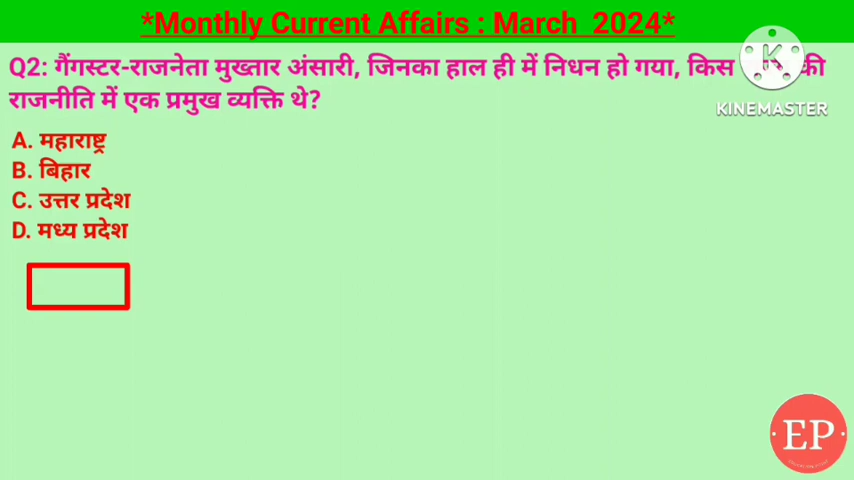 *Monthly Current Affairs : March 2024*
Q2: गैंगस्टर-राजनेता मुख्तार अंसारी, जिनका हाल ही में निधन हो गया, किस की
राजनीति में एक प्रमुख व्यक्ति थे?
A. महाराष्ट्र
B. बिहार
C. उत्तर प्रदेश
D. मध्य प्रदेश
K
KINEMASTER
EP